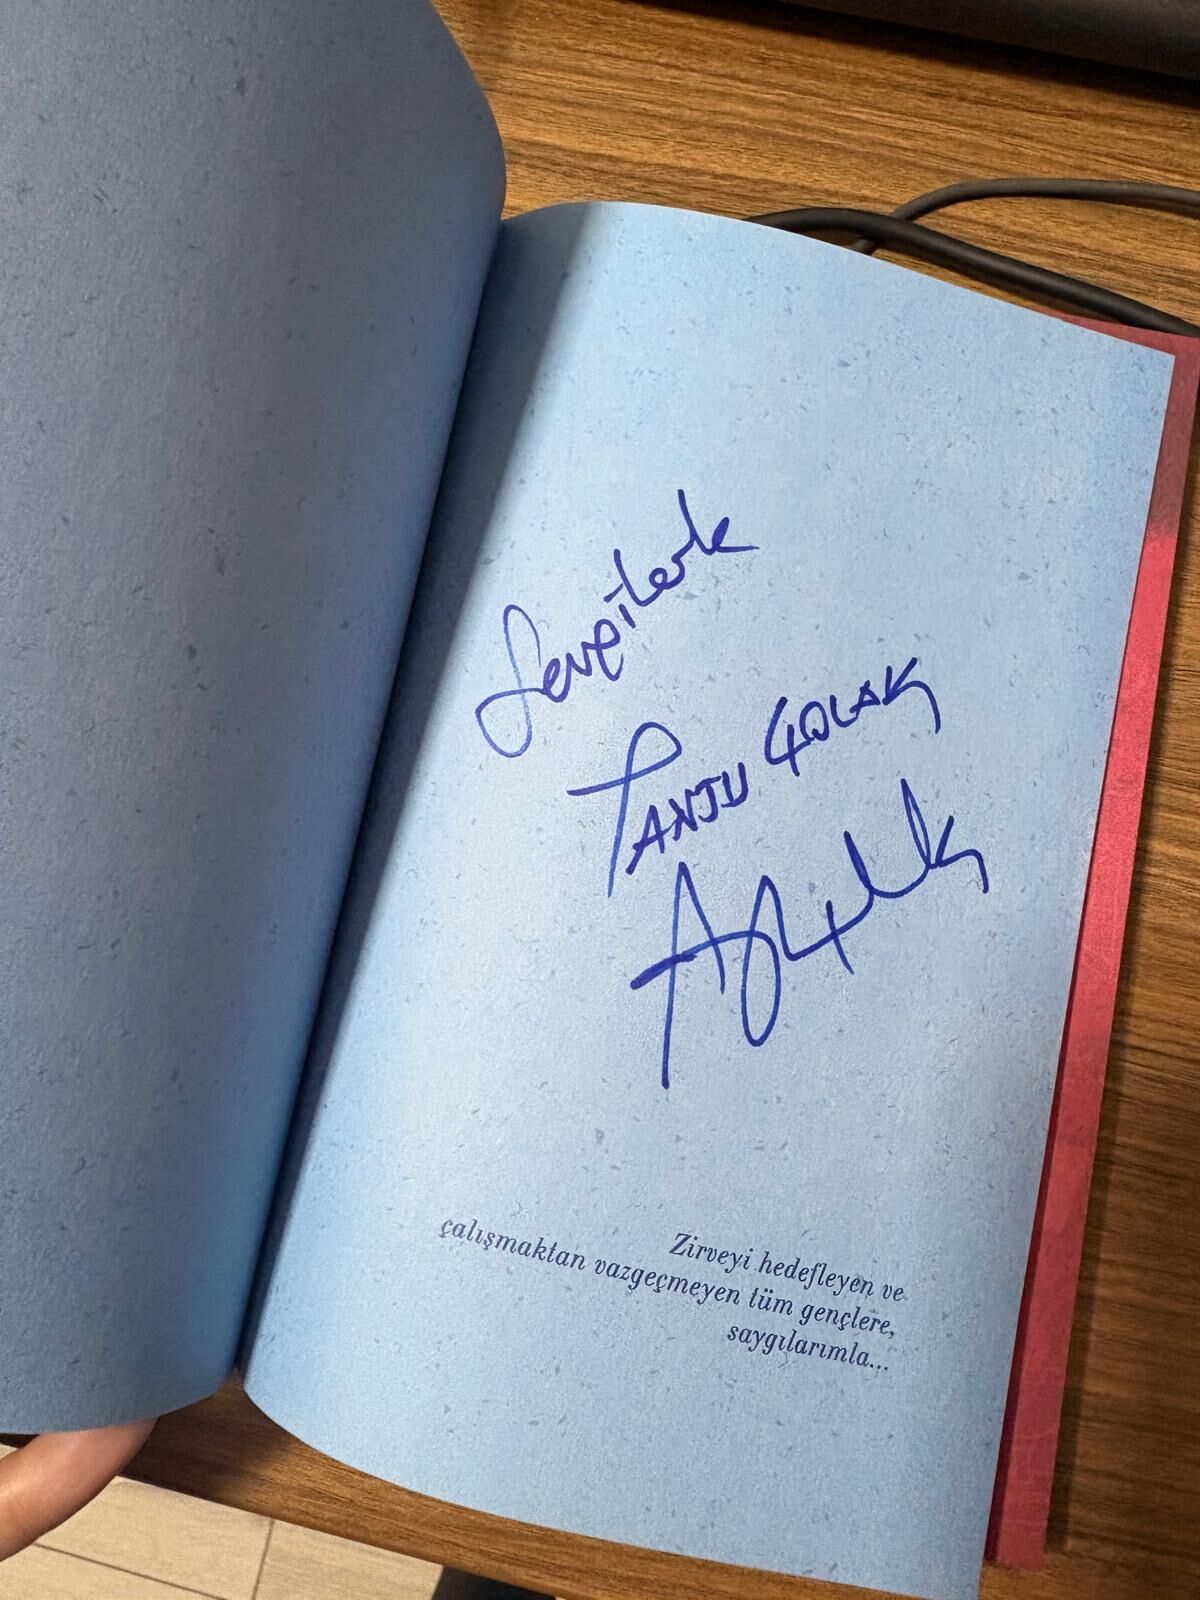 Sevgilerle
TANJU ÇOLAK
Zirveyi hedefleyen ve
çalışmaktan vazgeçmeyen tüm gençlere,
saygılarımla...